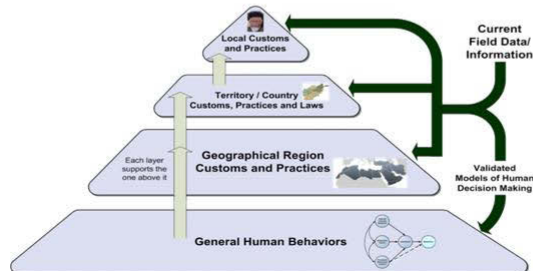 Local Customs
and Practices
Current
Field Data/
Information
Territory / Country
Customs, Practices and Laws
Each layer
supports the
one above it
Geographical Region
Customs and Practices
Validated
Models of Human
Decision Making
General Human Behaviors